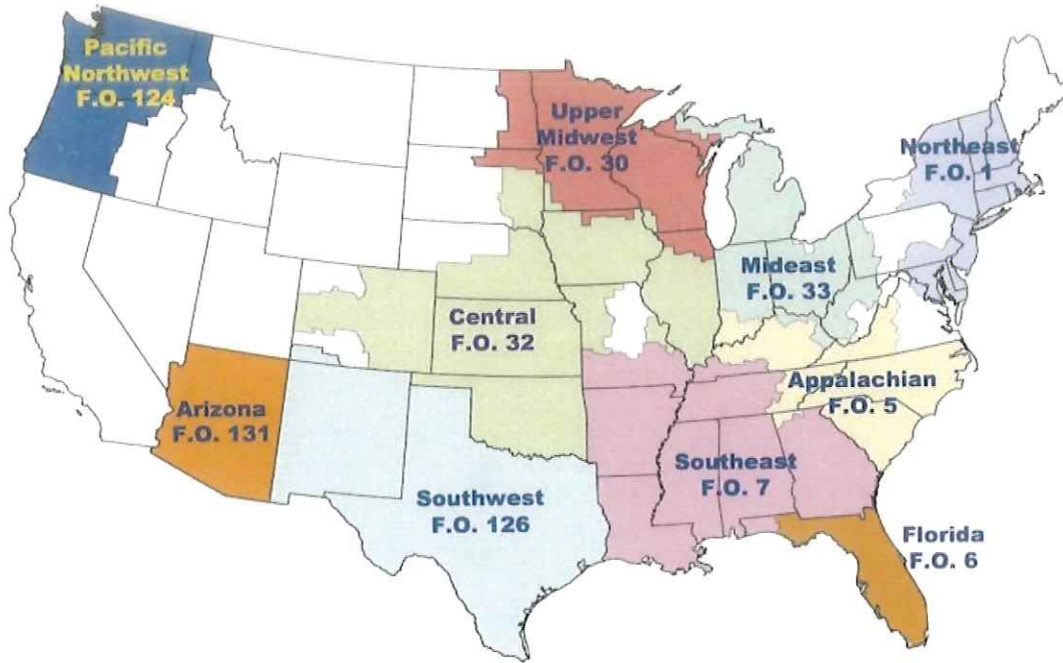 Pacific
Northwest
F.O. 124
Upper
Midwest
F.O. 30
Northeast
F.O. 1
Mideast
F.O. 33
Central
F.O. 32
Appalachian
F.O. 5
Arizona
F.O. 131
Southeast
F.O. 7
Southwest
F.O. 126
Florida
F.O. 6